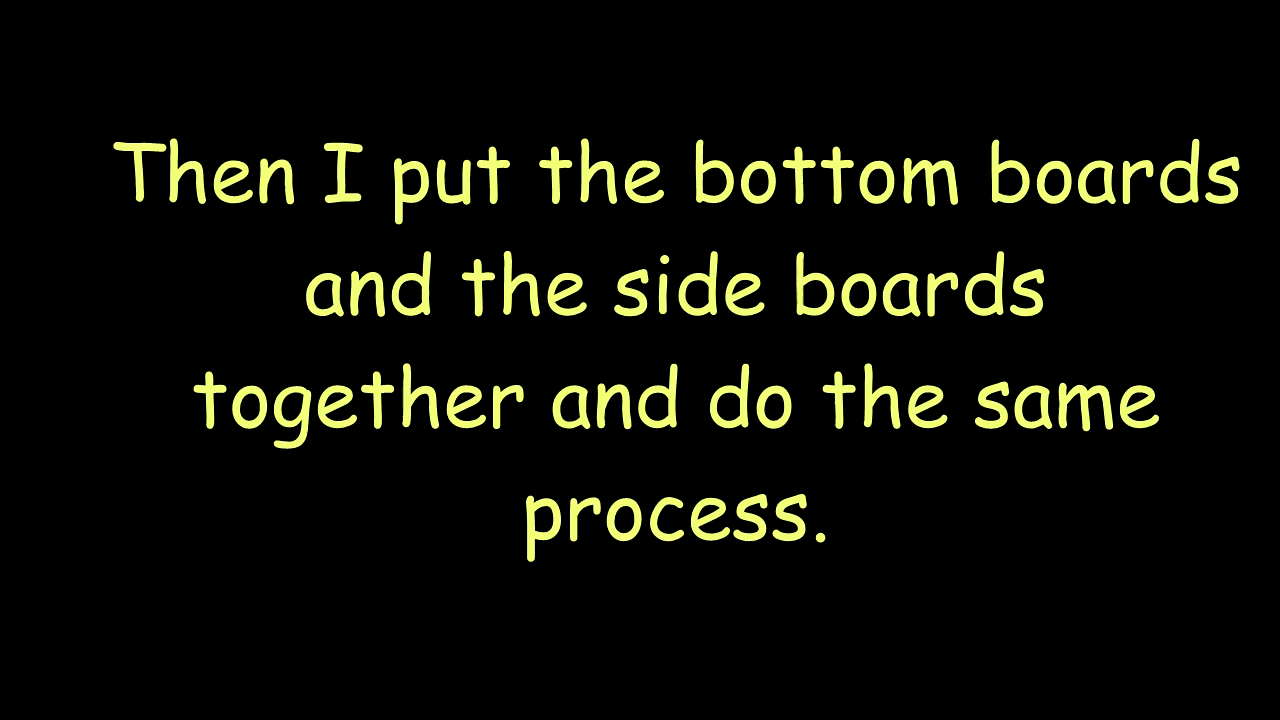 Then I put the bottom boards
and the side boards
together and do the same
process.